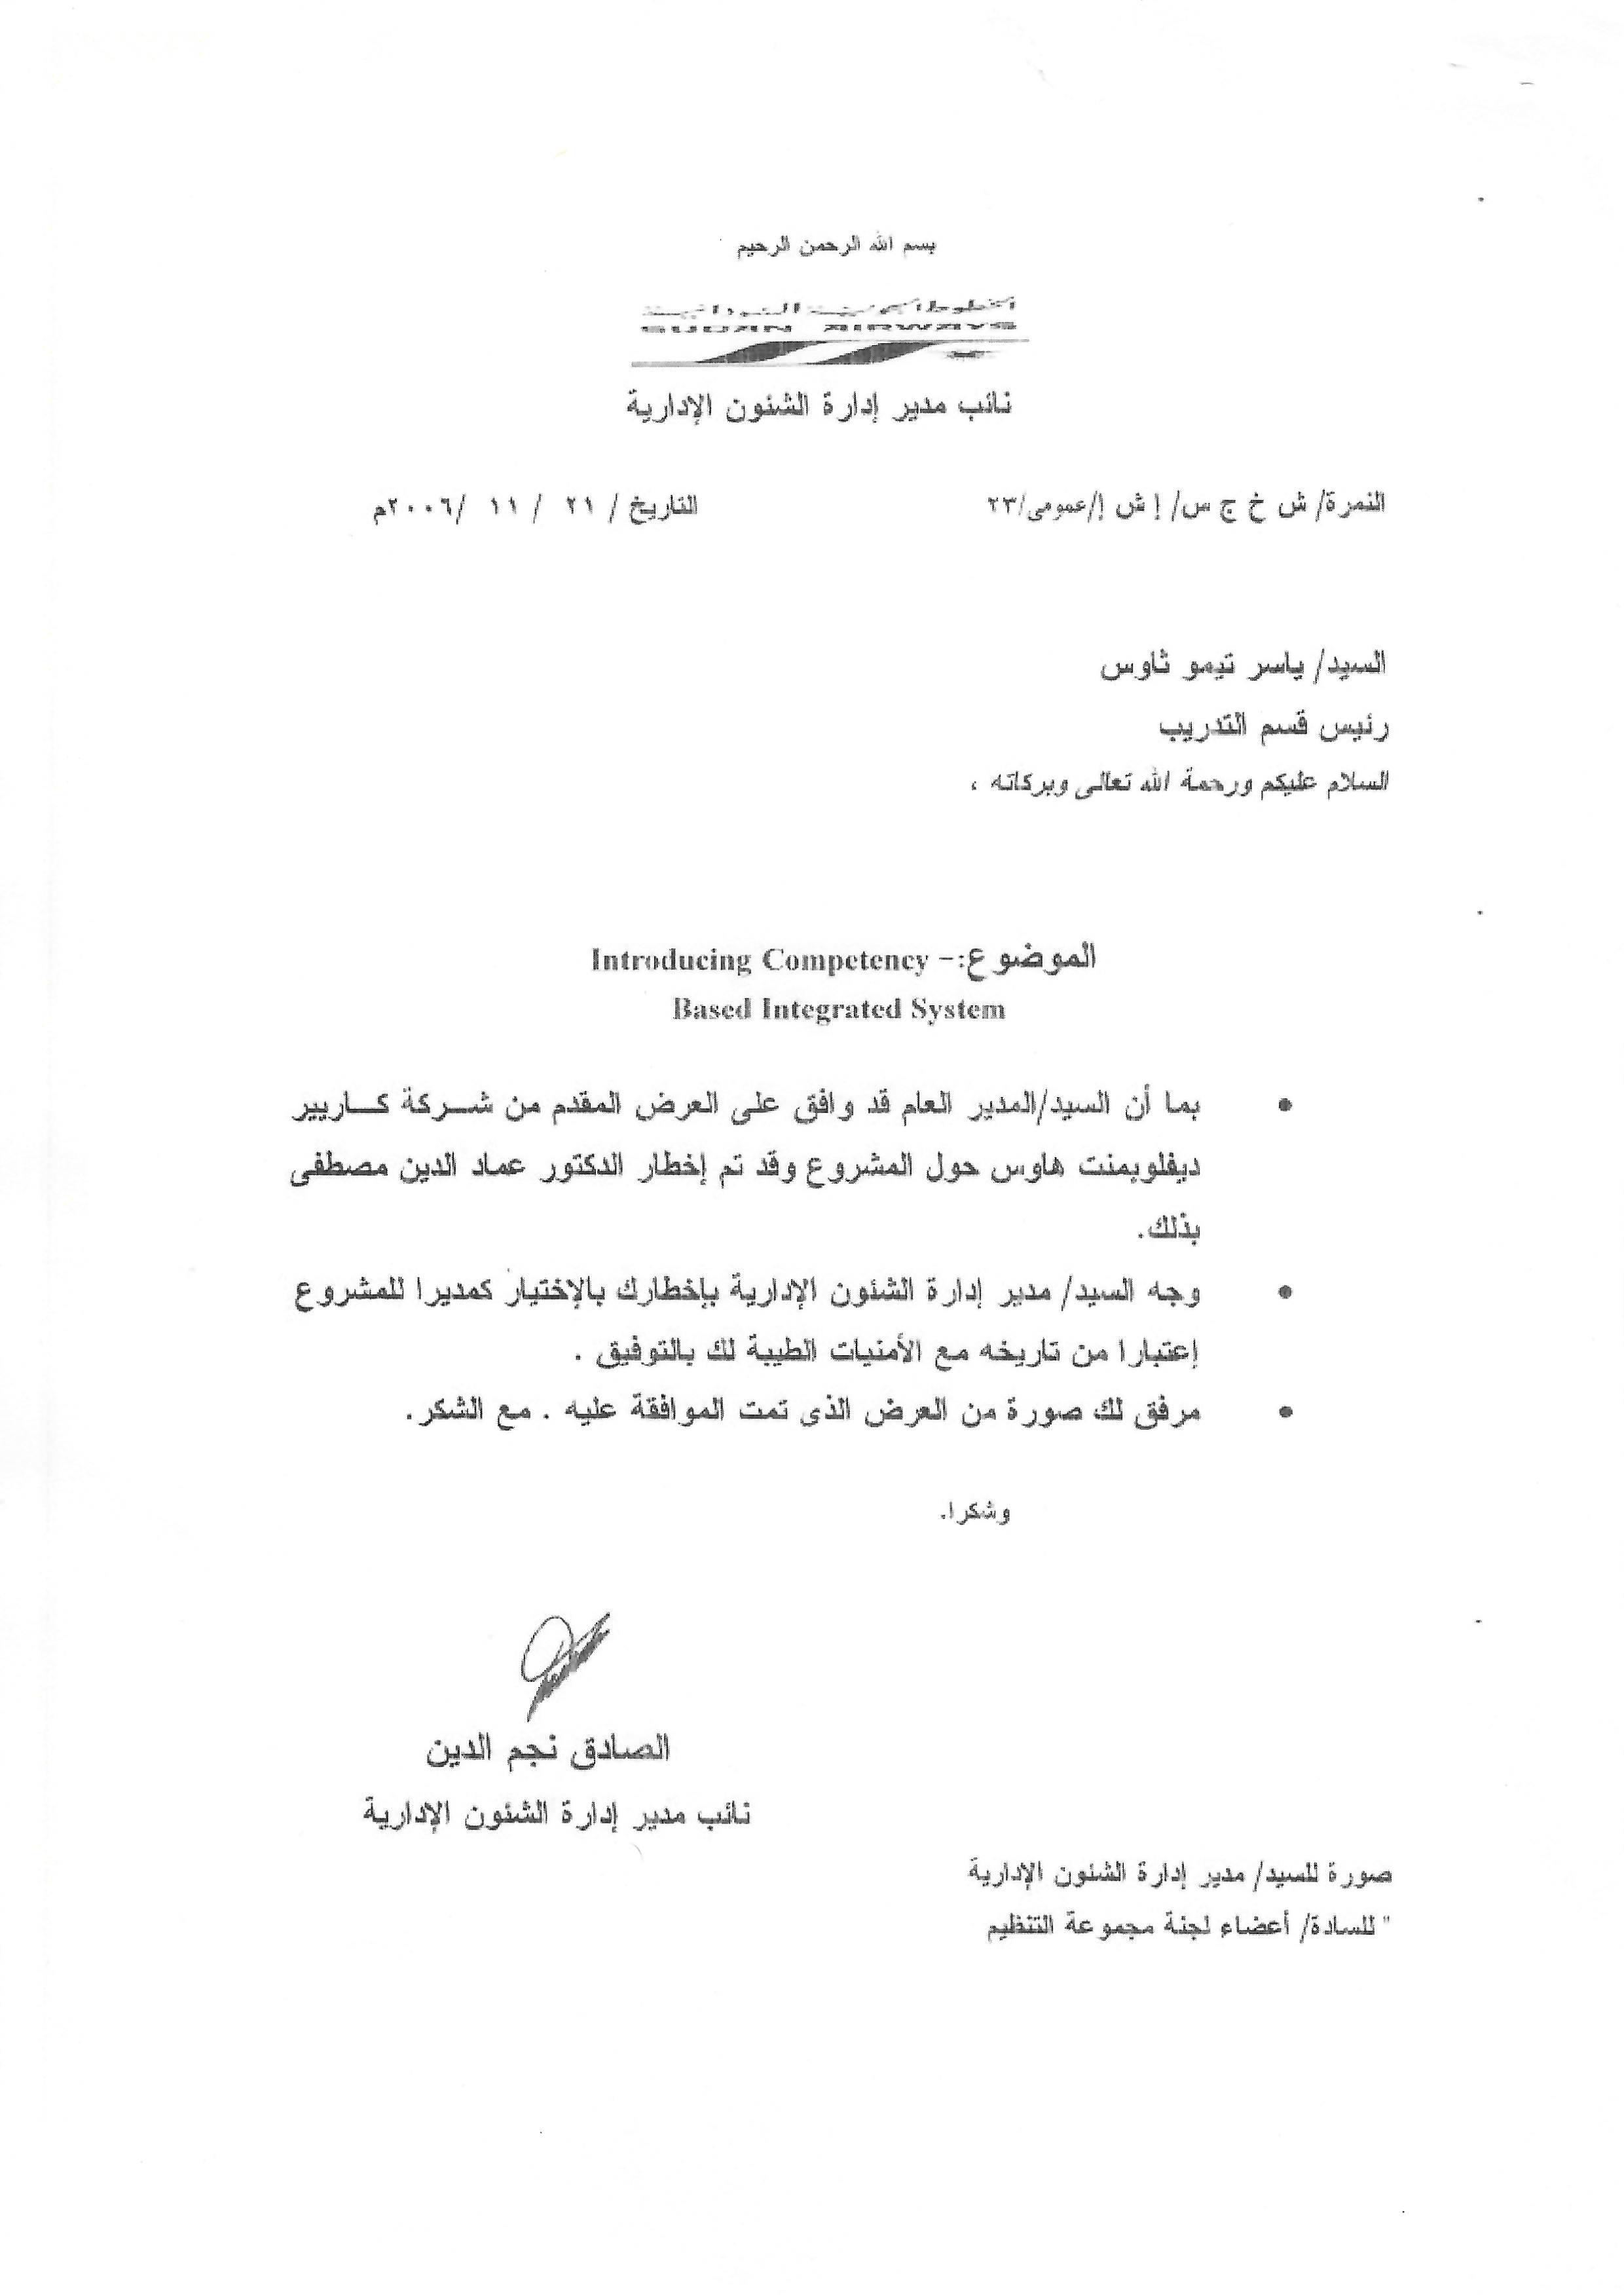 بسم الله الرحمن الرحيم
الخطوط الجوية السودانية
SUDAN AIRWAYS
نائب مدير إدارة الشئون الإدارية
النمرة/ ش خ ج س/ إ ش إ/عمومى/٢٣
التاريخ / ٢١ / ١١ /٢٠٠٦م
السيد/ ياسر تيمو ثاوس
رئيس قسم التدريب
السلام عليكم ورحمة الله تعالى وبركاته ،
الموضوع:- Introducing Competency
Based Integrated System
• بما أن السيد/المدير العام قد وافق على العرض المقدم من شركة كاريير
ديفلوبمنت هاوس حول المشروع وقد تم إخطار الدكتور عماد الدين مصطفى
بذلك.
• وجه السيد/ مدير إدارة الشئون الإدارية بإخطارك بالإختيار كمديرا للمشروع
إعتبارا من تاريخه مع الأمنيات الطيبة لك بالتوفيق .
• مرفق لك صورة من العرض الذى تمت الموافقة عليه . مع الشكر.
وشكرا.
الصادق نجم الدين
نائب مدير إدارة الشئون الإدارية
صورة للسيد/ مدير إدارة الشئون الإدارية
" للسادة/ أعضاء لجنة مجموعة التنظيم